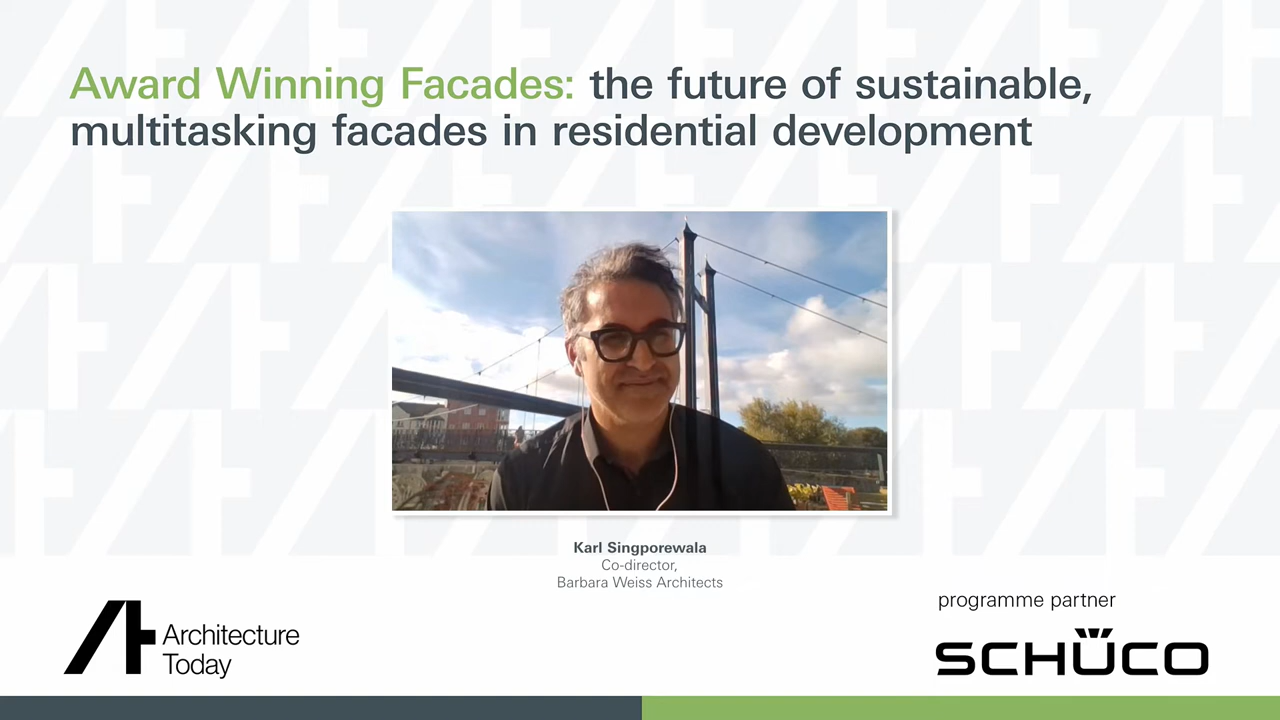 Award Winning Facades: the future of sustainable,
multitasking facades in residential development
Karl Singporewala
Co-director,
Barbara Weiss Architects
Architecture
Today
programme partner
SCHÜCO